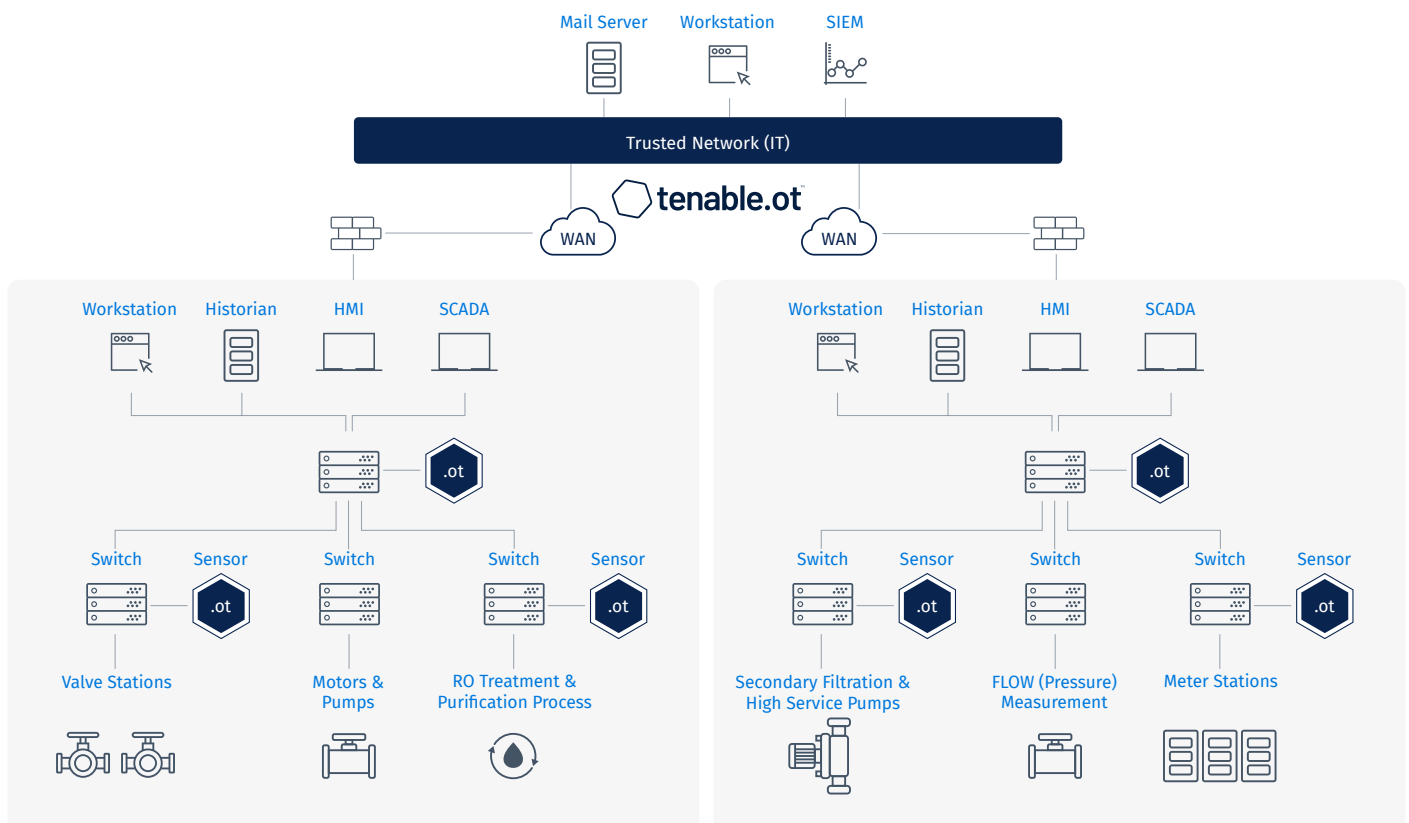 Mail Server
Workstation
SIEM
Trusted Network (IT)
tenable.ot™
WAN
WAN
Workstation
Historian
HMI
SCADA
Workstation
Historian
HMI
SCADA
.ot
.ot
Switch
Sensor
Switch
Switch
Sensor
Switch
Sensor
Switch
Switch
Sensor
.ot
.ot
.ot
.ot
Valve Stations
Motors &
Pumps
RO Treatment &
Purification Process
Secondary Filtration &
High Service Pumps
FLOW (Pressure)
Measurement
Meter Stations